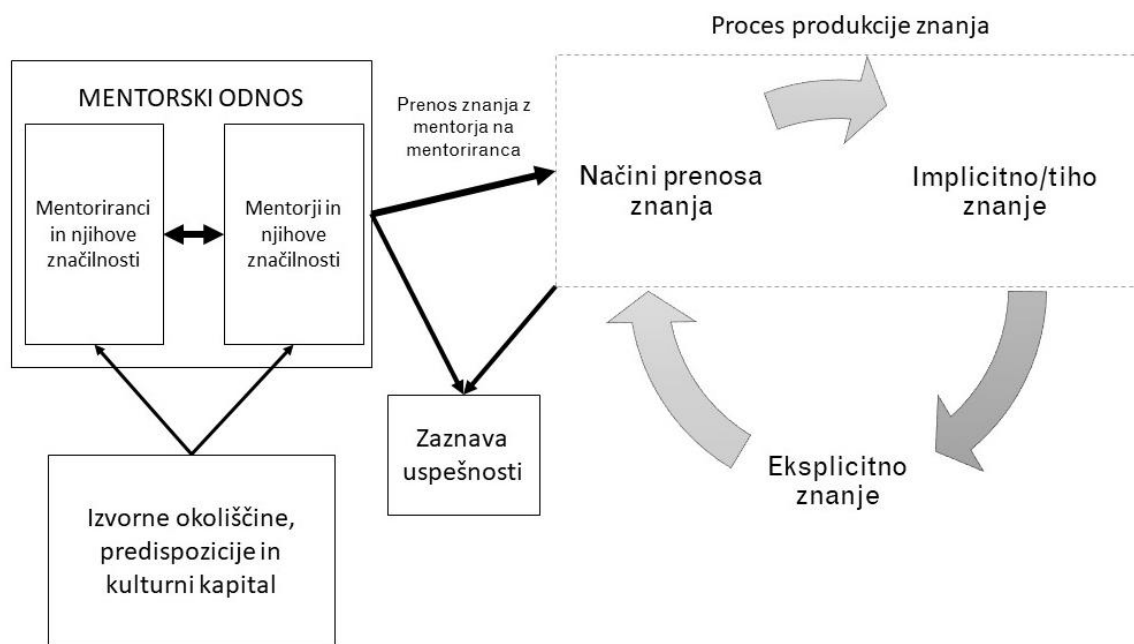 Proces produkcije znanja
MENTORSKI ODNOS
Mentoriranci
in njihove
značilnosti
Mentorji in
njihove
značilnosti
Prenos znanja z
mentorja na
mentoriranca
Načini prenosa
znanja
Implicitno/tiho
znanje
Zaznava
uspešnosti
Eksplicitno
znanje
Izvorne okoliščine,
predispozicije in
kulturni kapital